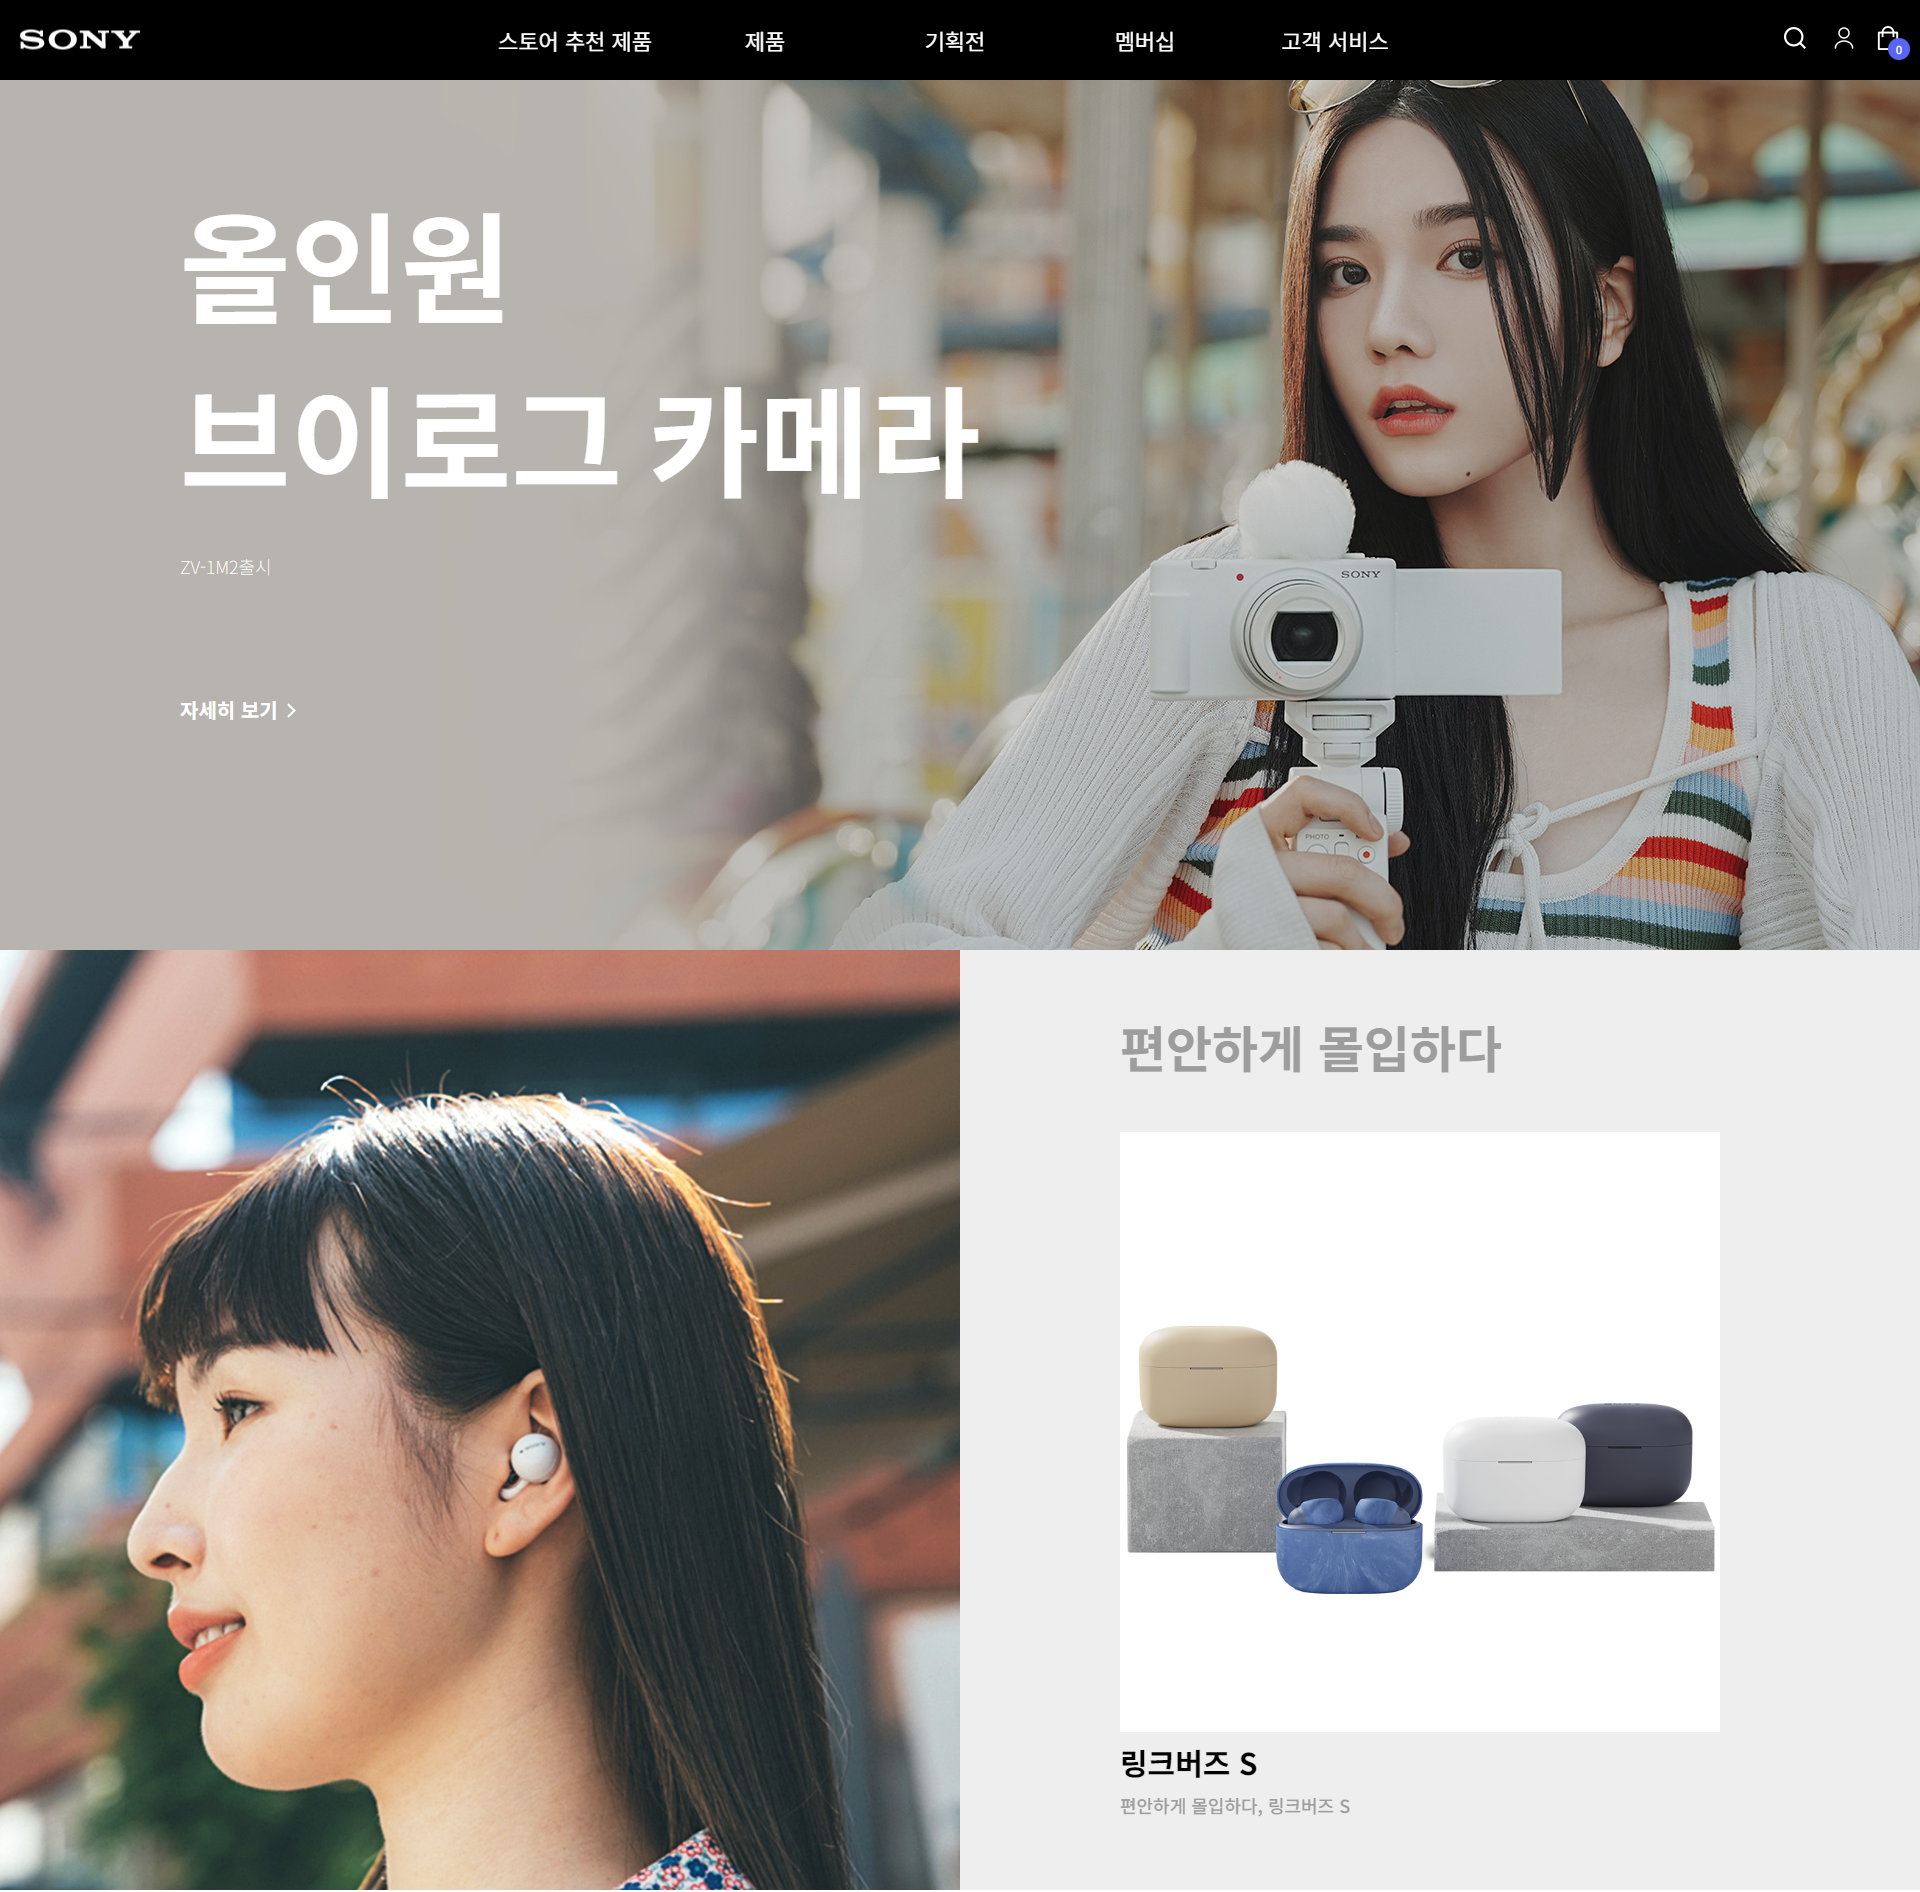 SONY
스토어 추천 제품
제품
기획전
멤버십
고객 서비스
0
올인원
브이로그 카메라
ZV-1M2출시
자세히 보기
SONY
PHOTO
편안하게 몰입하다
링크버즈 S
편안하게 몰입하다, 링크버즈 S